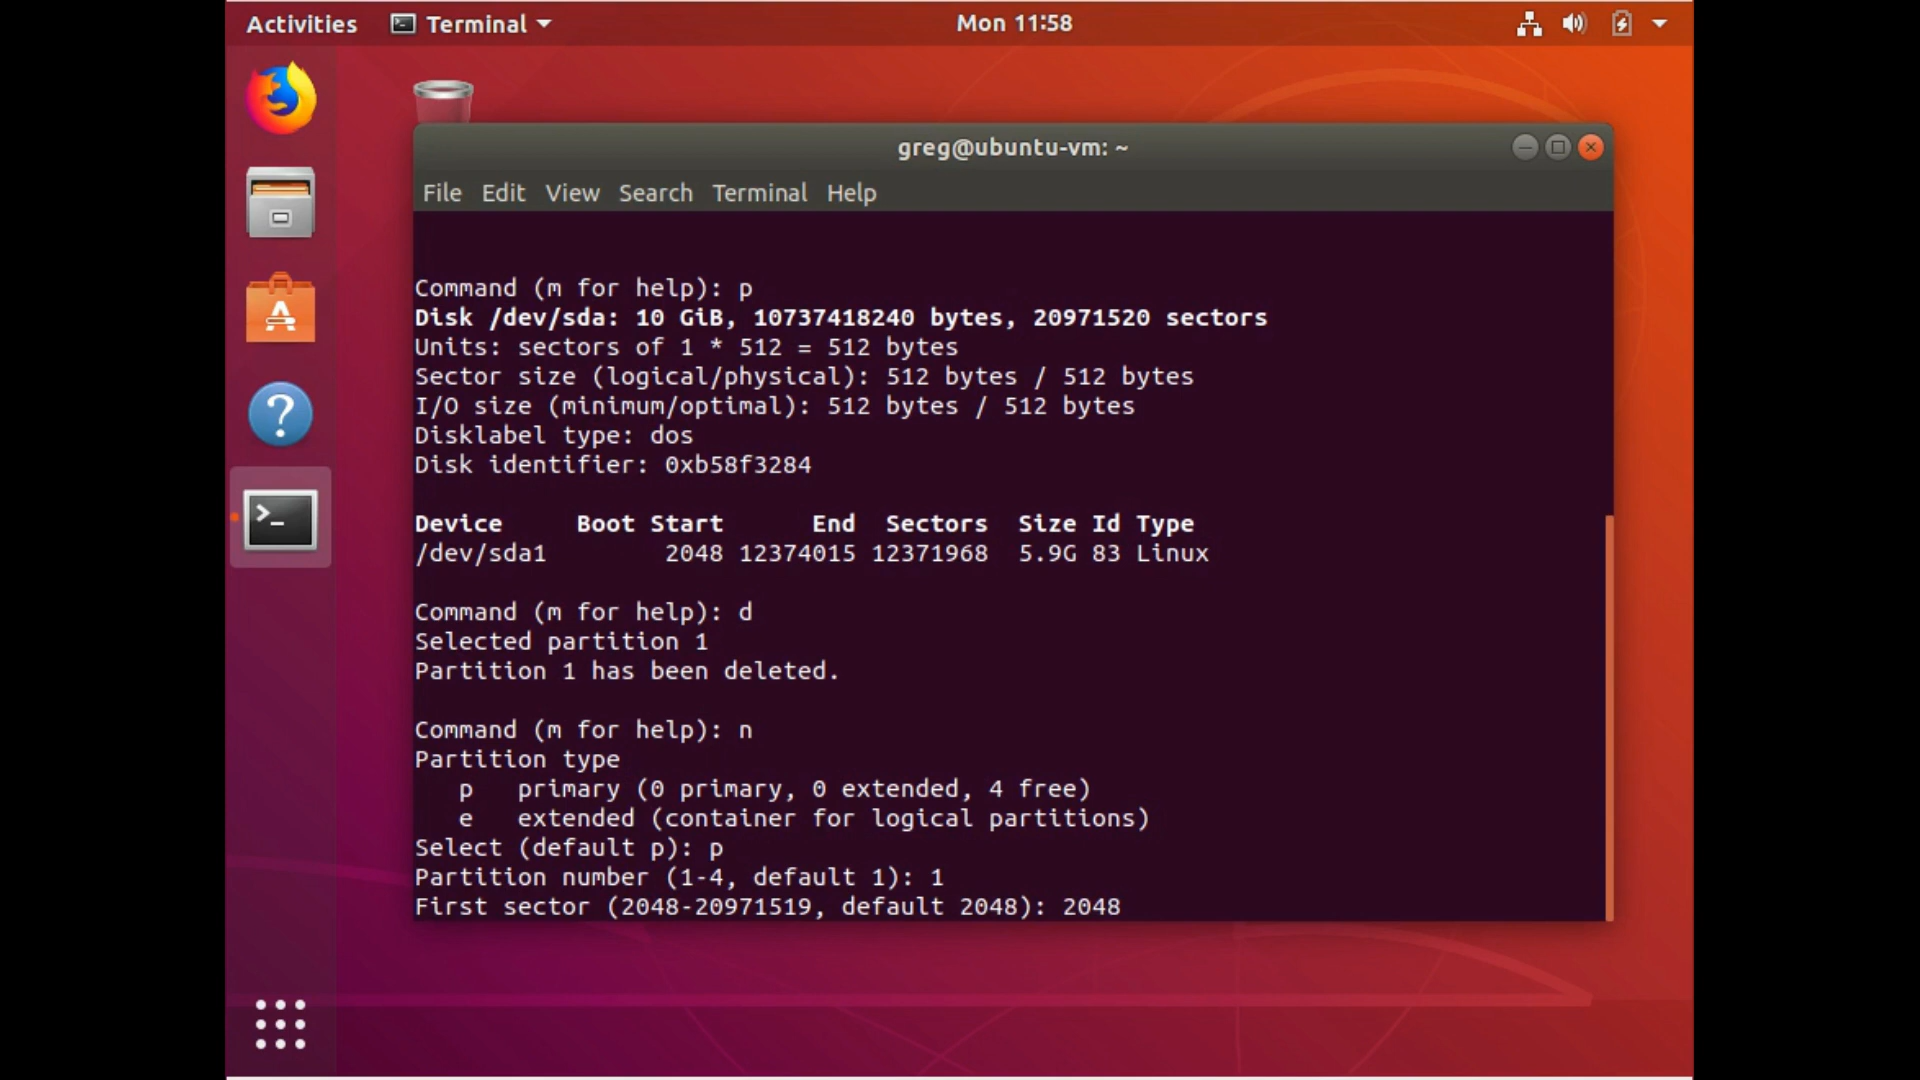 Activities Terminal Mon 11:58
greg@ubuntu-vm: ~
File Edit View Search Terminal Help
Command (m for help): p
Disk /dev/sda: 10 GiB, 10737418240 bytes, 20971520 sectors
Units: sectors of 1 * 512 = 512 bytes
Sector size (logical/physical): 512 bytes / 512 bytes
I/O size (minimum/optimal): 512 bytes / 512 bytes
Disklabel type: dos
Disk identifier: 0xb58f3284
Device Boot Start End Sectors Size Id Type
/dev/sda1 2048 12374015 12371968 5.9G 83 Linux
Command (m for help): d
Selected partition 1
Partition 1 has been deleted.
Command (m for help): n
Partition type
p primary (0 primary, 0 extended, 4 free)
e extended (container for logical partitions)
Select (default p): p
Partition number (1-4, default 1): 1
First sector (2048-20971519, default 2048): 2048